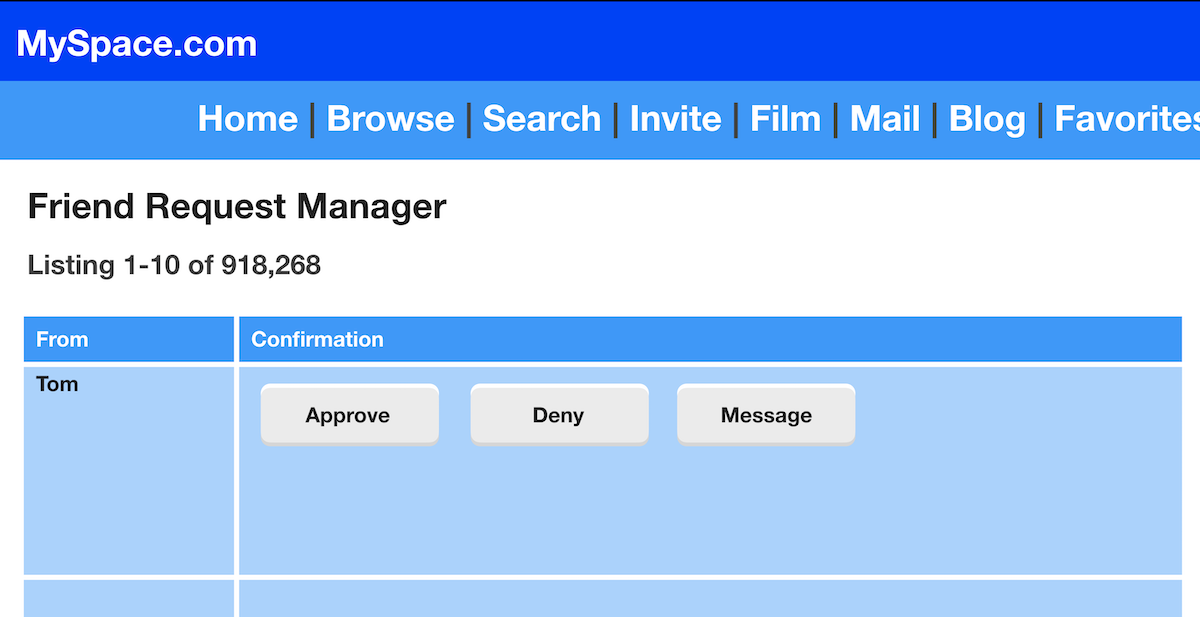 MySpace.com
Home | Browse | Search | Invite | Film | Mail | Blog | Favorites
Friend Request Manager
Listing 1-10 of 918,268
From Confirmation
Tom Approve Deny Message